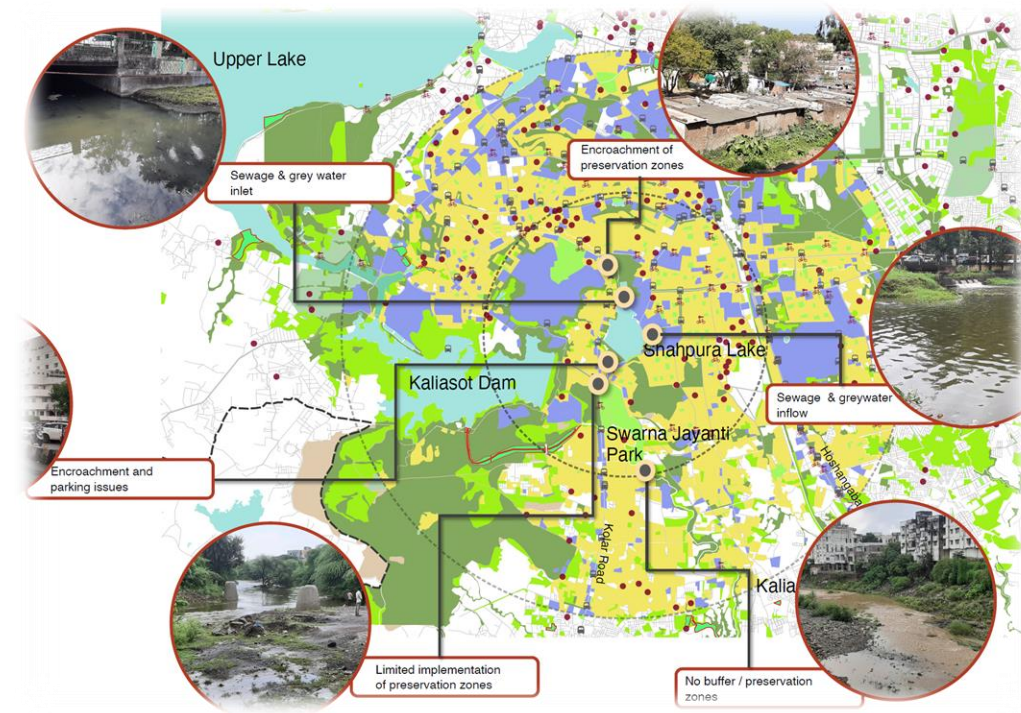 Upper Lake
Sewage & grey water
inlet
Encroachment of
preservation zones
Shahpura Lake
Kaliasot Dam
Sewage & greywater
inflow
Swarna Jayanti
Park
Encroachment and
parking issues
Hoshangaba
Kolar Road
Kalia
Limited implementation
of preservation zones
No buffer / preservation
zones